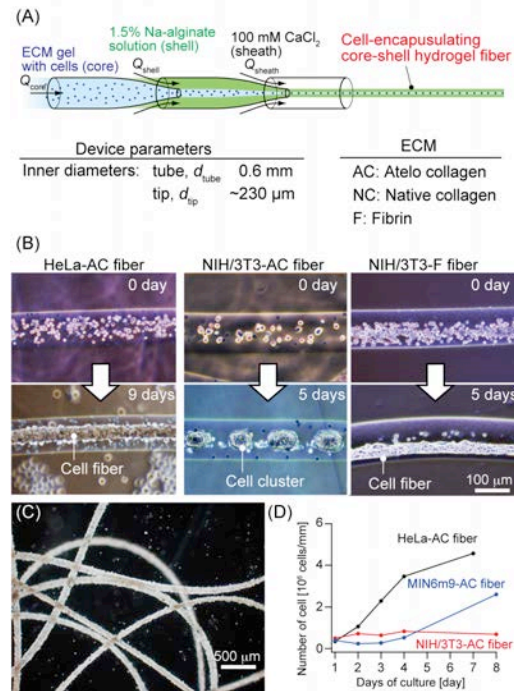 (A)
ECM gel
with cells (core)
1.5% Na-alginate
solution (shell)
100 mM CaCl2
(sheath)
Cell-encapusulating
core-shell hydrogel fiber
Qcore
Qshell
Qsheath
Device parameters
Inner diameters: tube, dtube 0.6 mm
tip, dtip ~230 μm
ECM
AC: Atelo collagen
NC: Native collagen
F: Fibrin
(B)
HeLa-AC fiber
NIH/3T3-AC fiber
NIH/3T3-F fiber
0 day
0 day
0 day
9 days
5 days
5 days
Cell fiber
Cell cluster
Cell fiber
100 μm
(C)
500 μm
(D)
Number of cell [10⁶ cells/mm]
6
4
2
0
HeLa-AC fiber
MIN6m9-AC fiber
NIH/3T3-AC fiber
1 2 3 4 5 6 7 8
Days of culture [day]